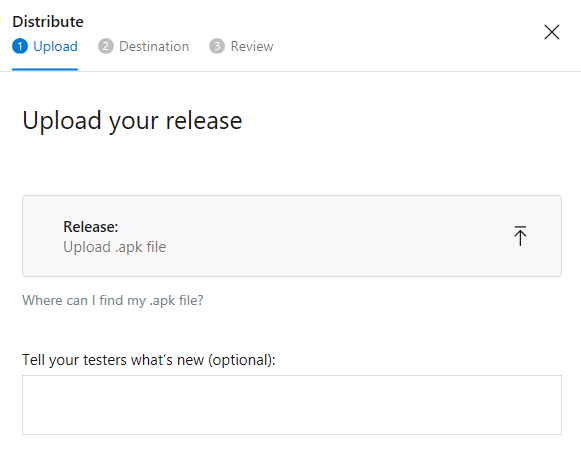 Distribute
1 Upload 2 Destination 3 Review
Upload your release
Release:
Upload .apk file
Where can I find my .apk file?
Tell your testers what's new (optional):